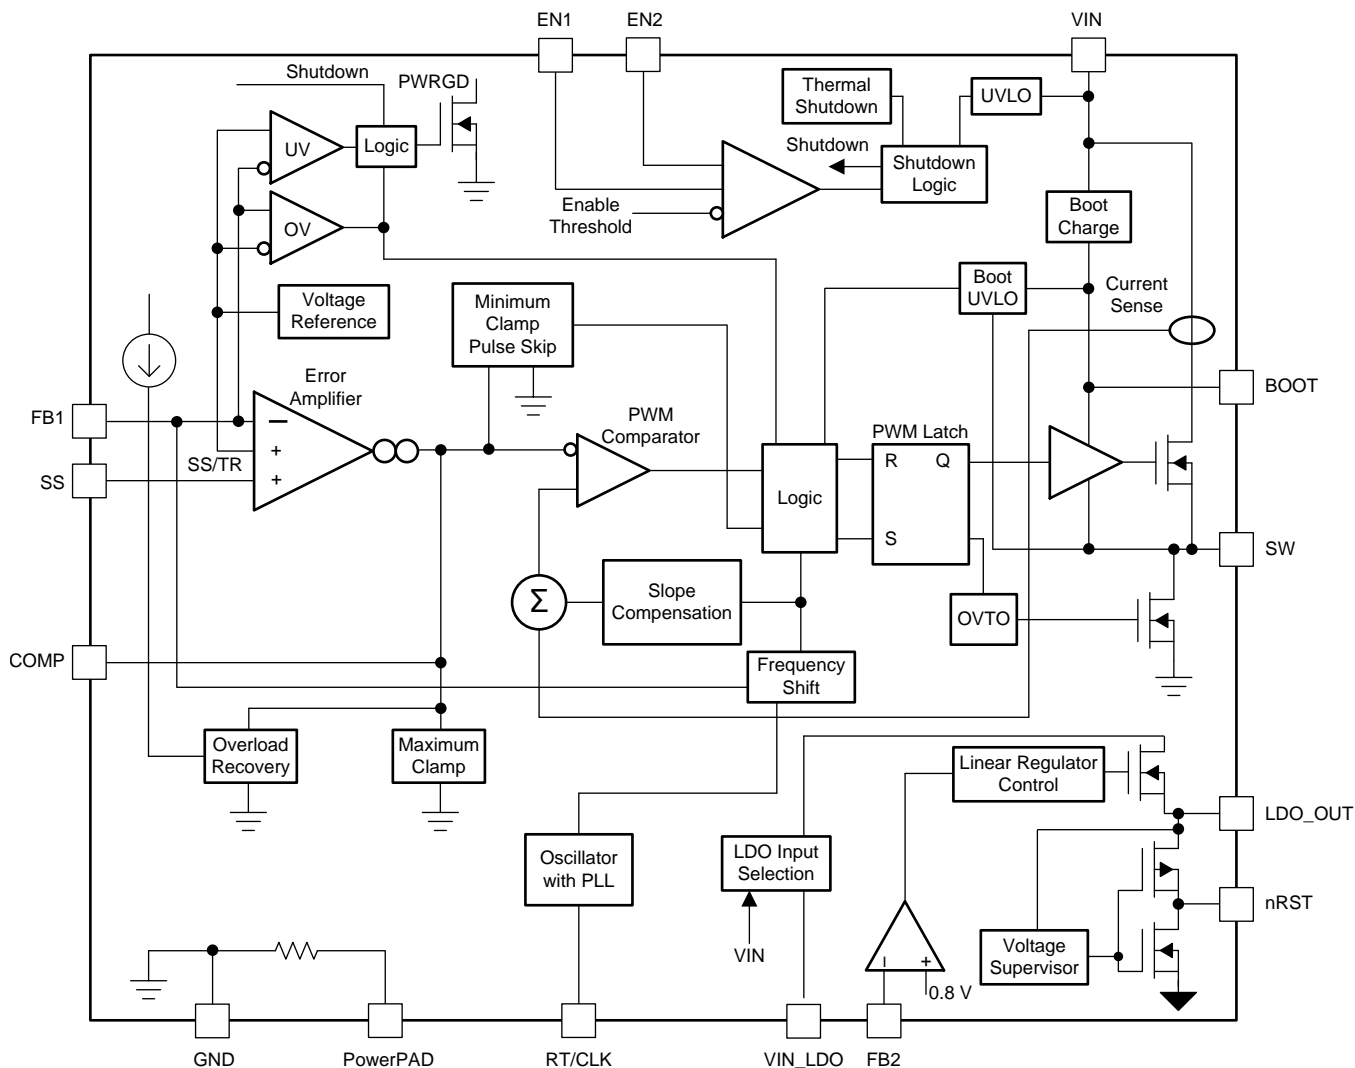 EN1
EN2
VIN
Shutdown
PWRGD
Thermal
Shutdown
UVLO
UV
Logic
Shutdown
Shutdown
Logic
Enable
Threshold
OV
Boot
Charge
Voltage
Reference
Minimum
Clamp
Pulse Skip
Boot
UVLO
Current
Sense
Error
Amplifier
BOOT
FB1
−
+
+
SS/TR
SS
PWM
Comparator
PWM Latch
R
Q
S
Logic
SW
Σ
Slope
Compensation
OVTO
COMP
Frequency
Shift
Overload
Recovery
Maximum
Clamp
Linear Regulator
Control
LDO_OUT
Oscillator
with PLL
LDO Input
Selection
VIN
nRST
Voltage
Supervisor
−
+
0.8 V
GND
PowerPAD
RT/CLK
VIN_LDO
FB2